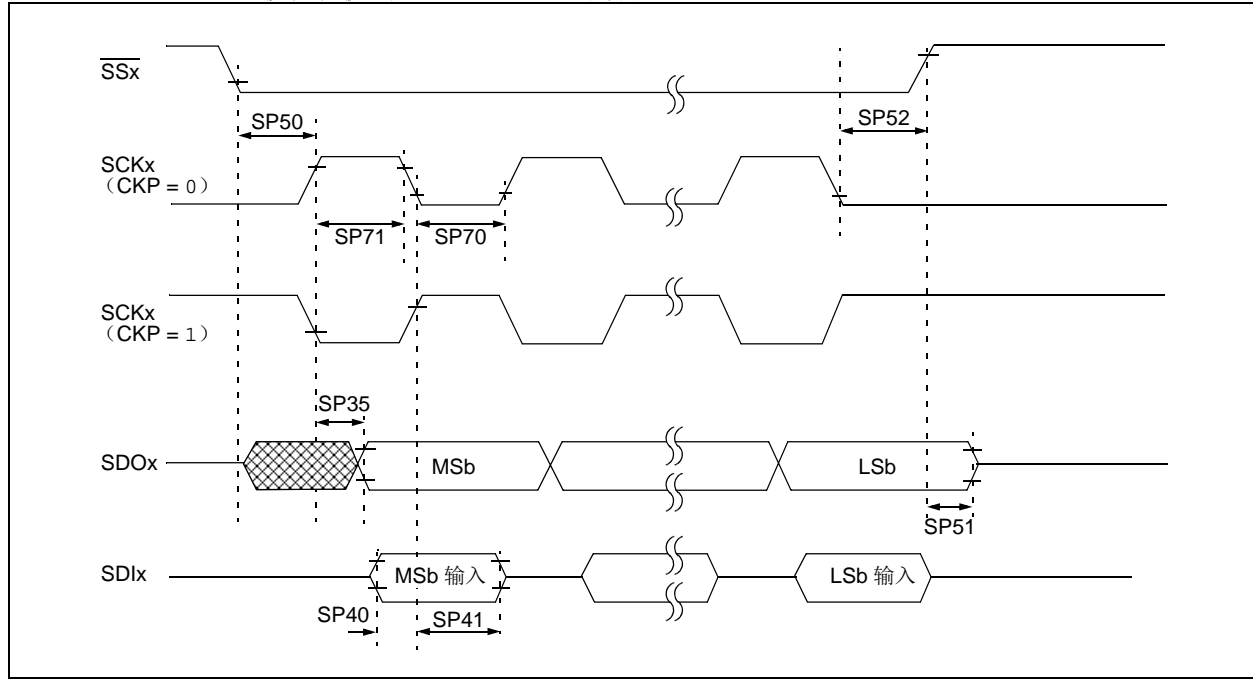 SSx
SP50
SP52
SCKx
（CKP = 0）
SP71
SP70
SCKx
（CKP = 1）
SP35
SDOx
MSb
LSb
SP51
SDIx
MSb 输入
LSb 输入
SP40
SP41